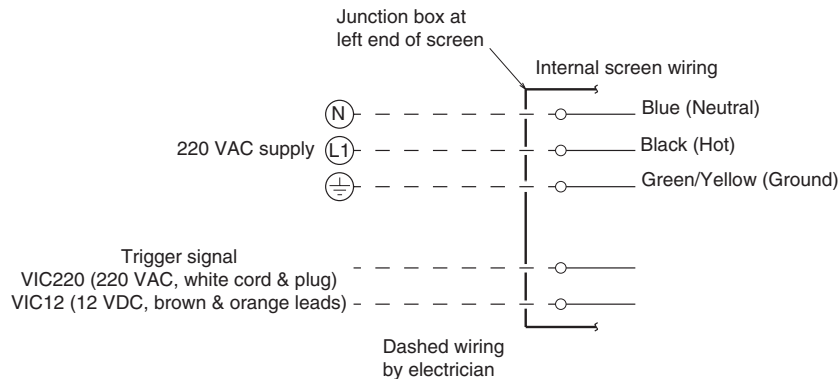 Junction box at
left end of screen
Internal screen wiring
N
Blue (Neutral)
220 VAC supply
L1
Black (Hot)
Green/Yellow (Ground)
Trigger signal
VIC220 (220 VAC, white cord & plug)
VIC12 (12 VDC, brown & orange leads)
Dashed wiring
by electrician